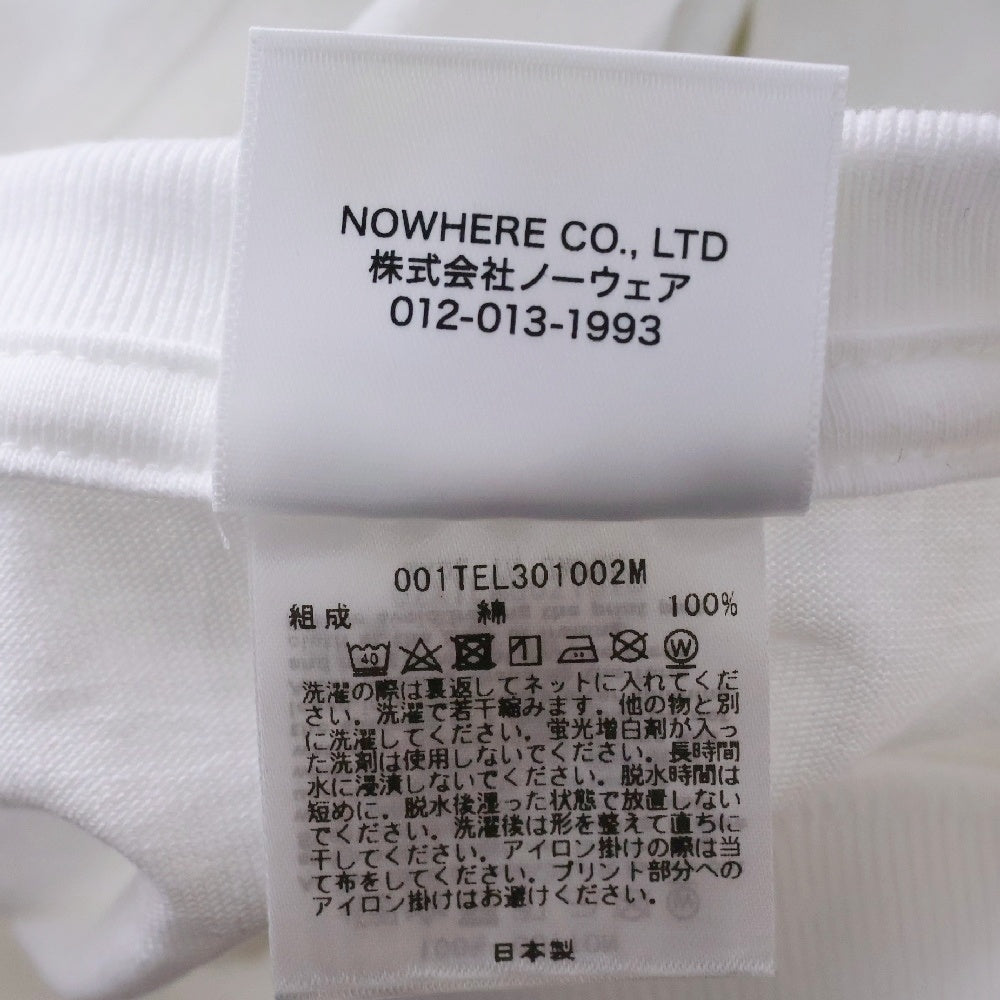 NOWHERE CO., LTD
株式会社ノーウェア
012-013-1993
001TEL301002M
組成 綿 100%
40 W
洗濯の際は裏返してネットに入れてくだ
さい。洗濯で若干縮みます。他の物と別
に洗濯してください。蛍光増白剤が入っ
た洗剤は使用しないでください。長時間
水に浸漬しないでください。脱水時間は
短めに。脱水後湿った状態で放置しない
でください。洗濯後は形を整えて直ちに
干してください。アイロン掛けの際は当
て布をしてください。プリント部分への
アイロン掛けはお避けください。
日本製